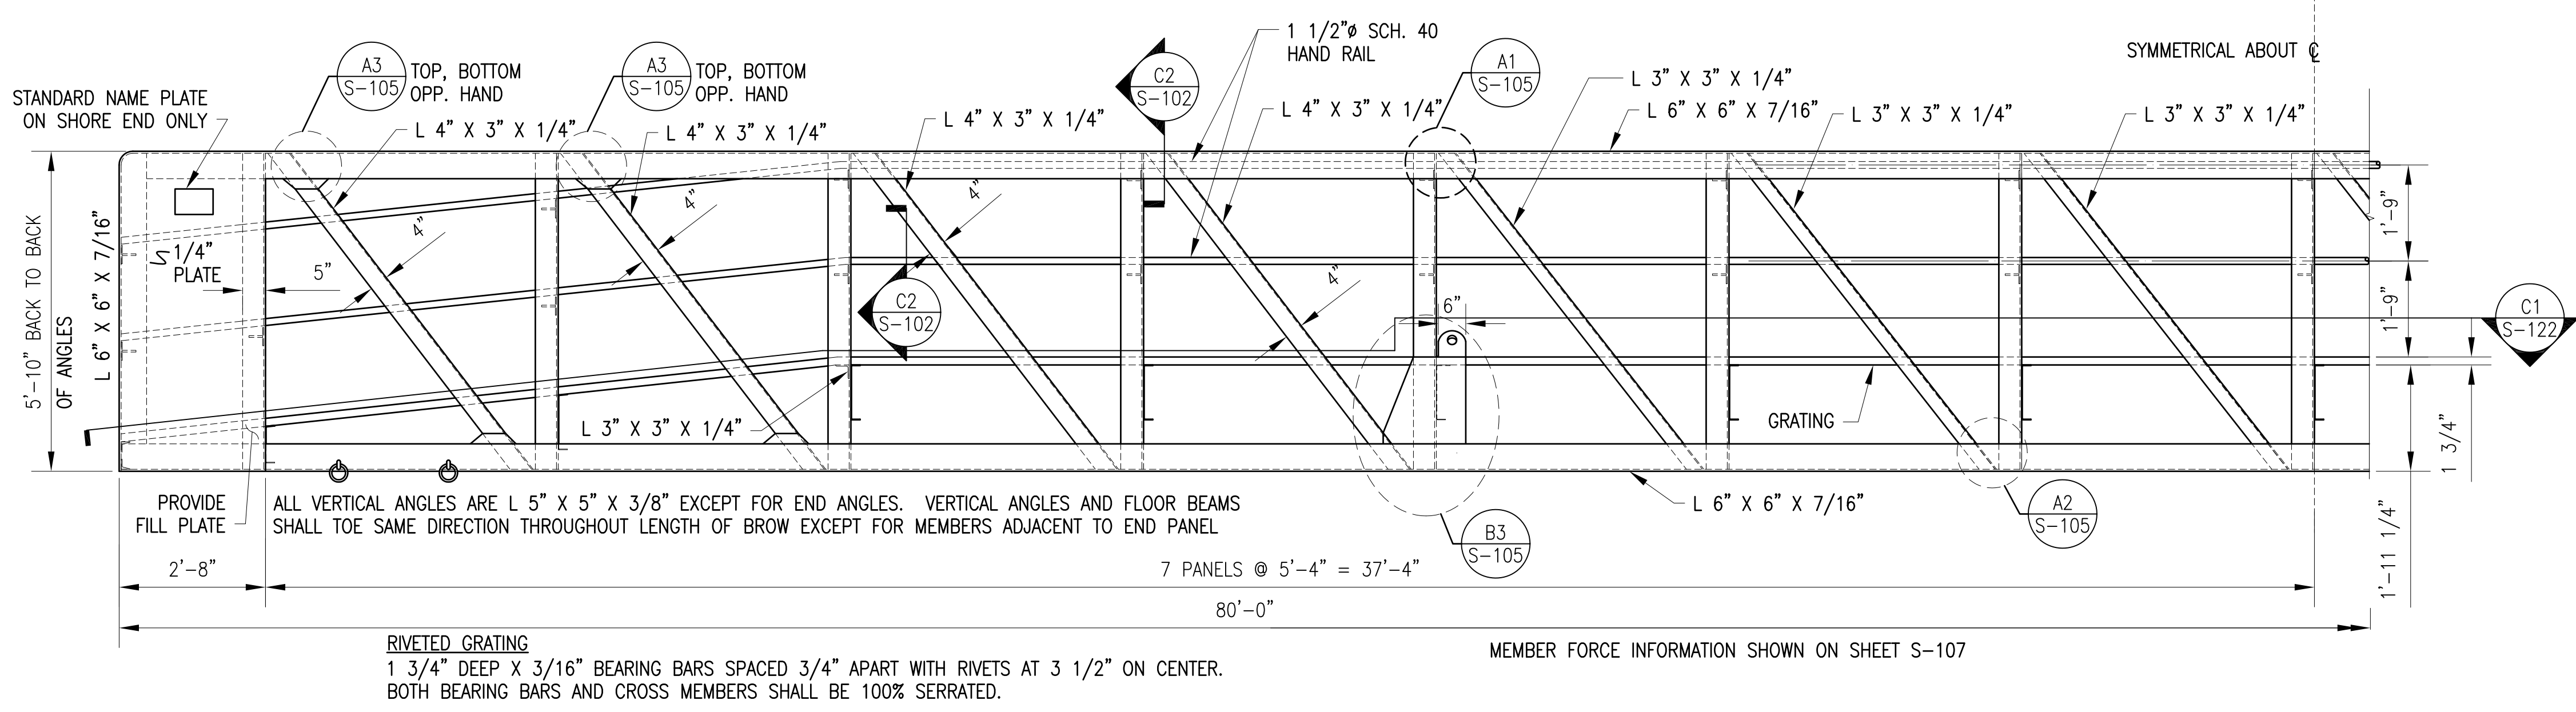 SYMMETRICAL ABOUT ℄
1 1/2"ø SCH. 40
HAND RAIL
A3
S-105
TOP, BOTTOM
OPP. HAND
A3
S-105
TOP, BOTTOM
OPP. HAND
C2
S-102
A1
S-105
STANDARD NAME PLATE
ON SHORE END ONLY
L 4" X 3" X 1/4"
L 4" X 3" X 1/4"
L 4" X 3" X 1/4"
L 4" X 3" X 1/4"
L 3" X 3" X 1/4"
L 6" X 6" X 7/16"
L 3" X 3" X 1/4"
L 3" X 3" X 1/4"
5'-10" BACK TO BACK
OF ANGLES
L 6" X 6" X 7/16"
1/4"
PLATE
5"
4"
4"
4"
4"
C2
S-102
6"
1'-9"
1'-9"
C1
S-122
L 3" X 3" X 1/4"
GRATING
1 3/4"
1'-11 1/4"
PROVIDE
FILL PLATE
ALL VERTICAL ANGLES ARE L 5" X 5" X 3/8" EXCEPT FOR END ANGLES. VERTICAL ANGLES AND FLOOR BEAMS
SHALL TOE SAME DIRECTION THROUGHOUT LENGTH OF BROW EXCEPT FOR MEMBERS ADJACENT TO END PANEL
L 6" X 6" X 7/16"
B3
S-105
A2
S-105
2'-8"
7 PANELS @ 5'-4" = 37'-4"
80'-0"
RIVETED GRATING
1 3/4" DEEP X 3/16" BEARING BARS SPACED 3/4" APART WITH RIVETS AT 3 1/2" ON CENTER.
BOTH BEARING BARS AND CROSS MEMBERS SHALL BE 100% SERRATED.
MEMBER FORCE INFORMATION SHOWN ON SHEET S-107